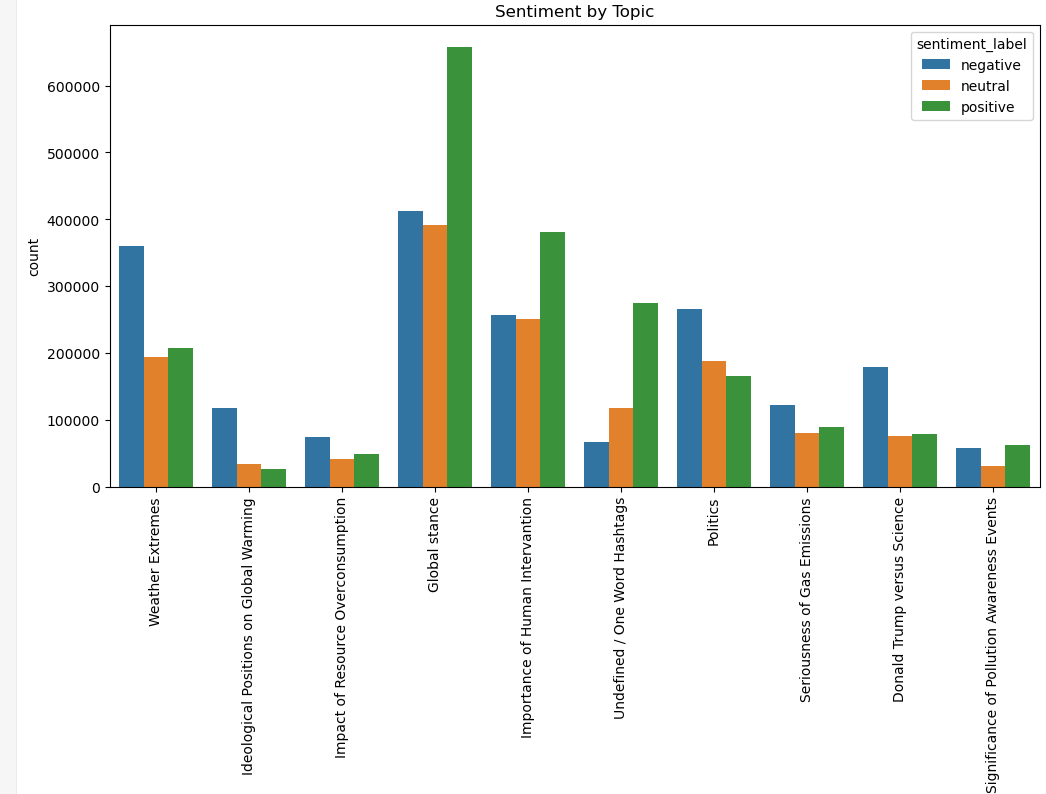 Sentiment by Topic
sentiment_label
negative
neutral
positive
count
600000
500000
400000
300000
200000
100000
0
Weather Extremes
Ideological Positions on Global Warming
Impact of Resource Overconsumption
Global stance
Importance of Human Intervantion
Undefined / One Word Hashtags
Politics
Seriousness of Gas Emissions
Donald Trump versus Science
Significance of Pollution Awareness Events